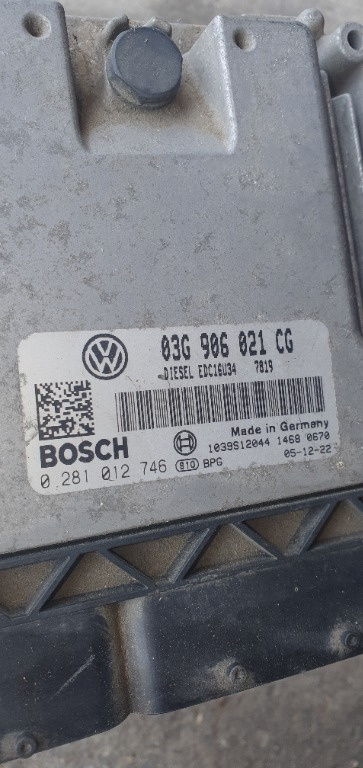 03G 906 021 CG
DIESEL EDC16U34 7819
BOSCH
Made in Germany
1039S12044 1468 0670
0 281 012 746 810 BPG 05-12-22